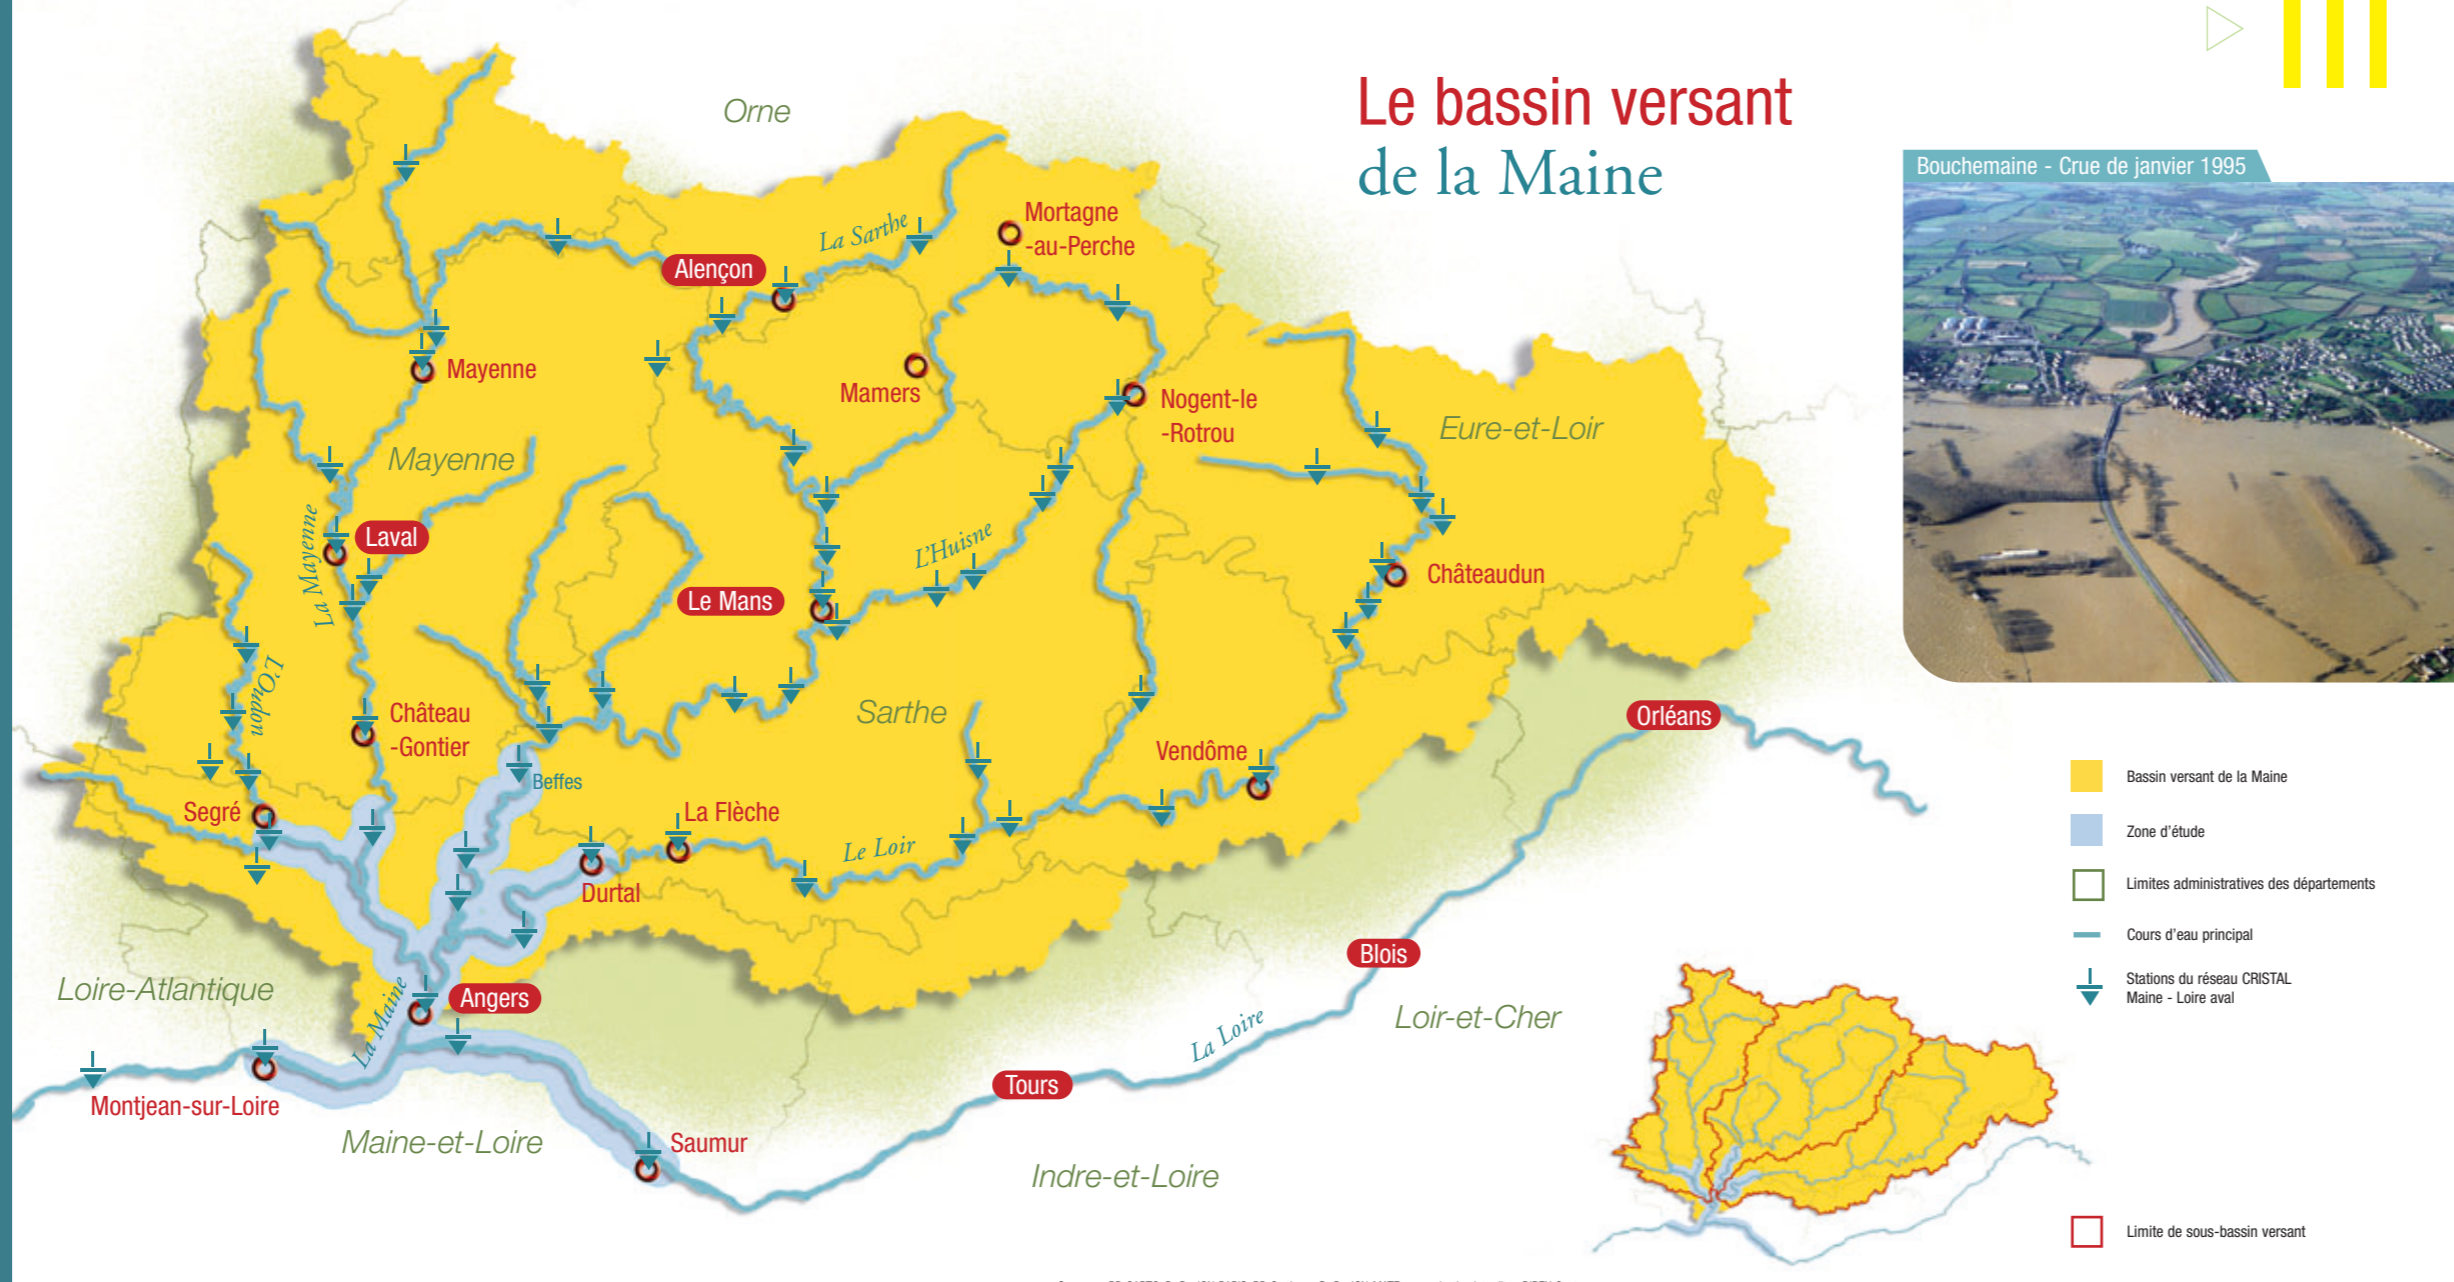 Le bassin versant
de la Maine
Bouchemaine - Crue de janvier 1995
Orne
La Sarthe
Mortagne
-au-Perche
Alençon
Mayenne
Mamers
Nogent-le
-Rotrou
Eure-et-Loir
Mayenne
La Mayenne
Laval
L'Huisne
Châteaudun
Le Mans
L'Oudon
Château
-Gontier
Sarthe
Orléans
Vendôme
Beffes
Segré
La Flèche
Le Loir
Durtal
Blois
Loire-Atlantique
La Maine
Angers
Loir-et-Cher
La Loire
Tours
Montjean-sur-Loire
Maine-et-Loire
Saumur
Indre-et-Loire
Bassin versant de la Maine
Zone d'étude
Limites administratives des départements
Cours d'eau principal
Stations du réseau CRISTAL
Maine - Loire aval
Limite de sous-bassin versant